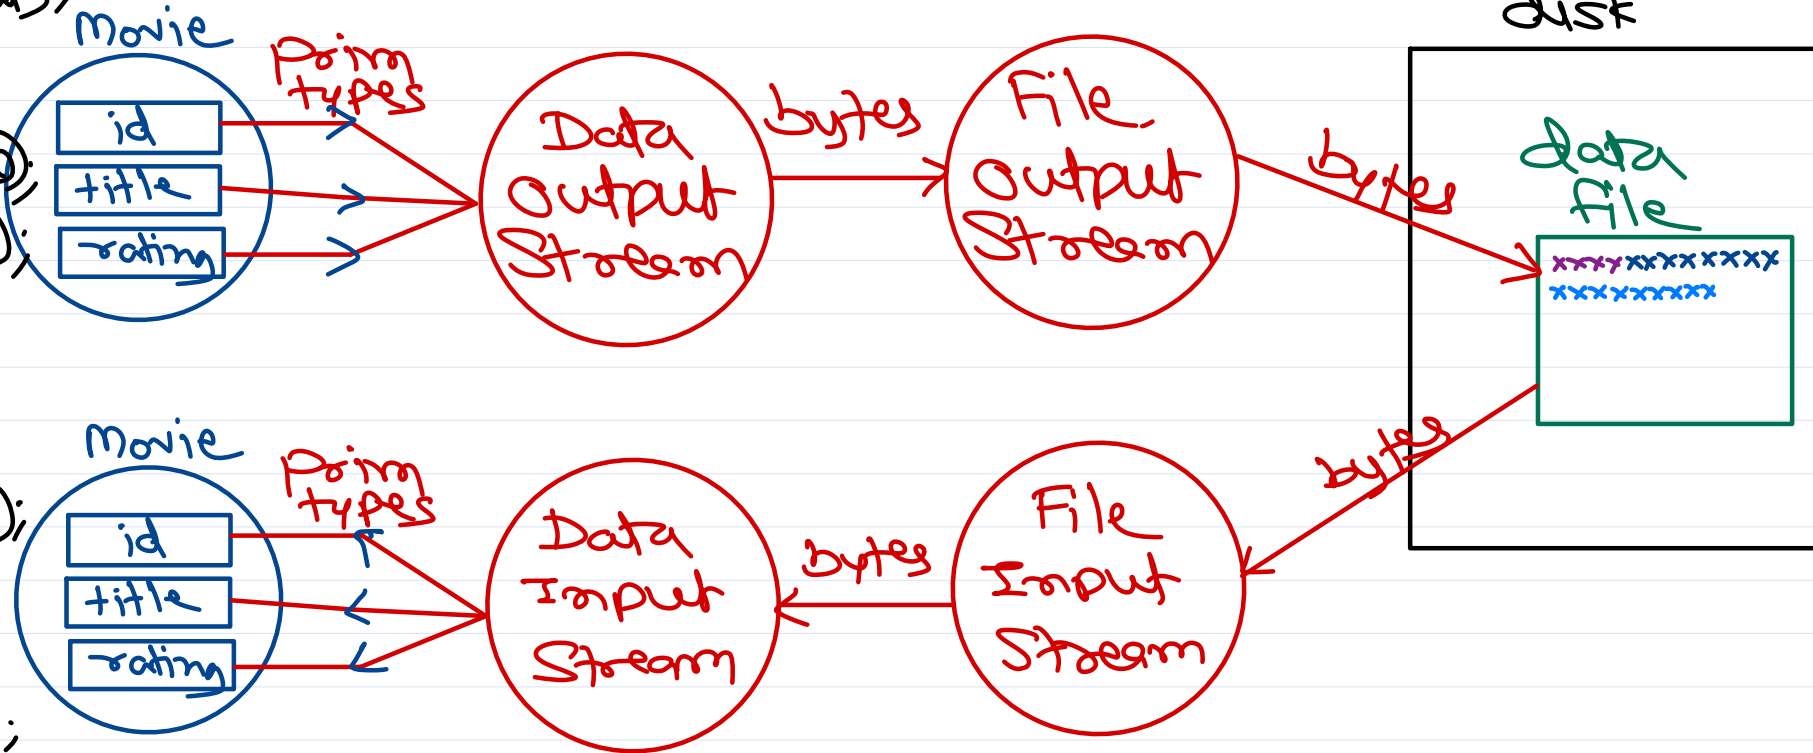 disk
Movie
Prim
types
id
title
rating
Data
Output
Stream
bytes
File
Output
Stream
bytes
data
File
xxxxxxxxxxxx
xxxxxxxxx
Movie
Prim
types
id
title
rating
Data
Input
Stream
bytes
File
Input
Stream
bytes